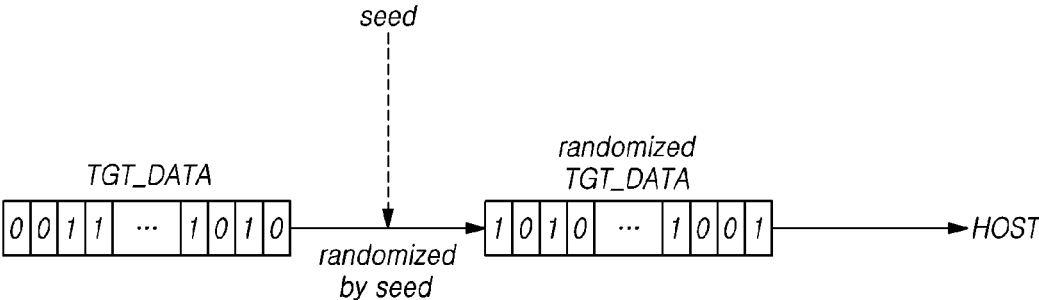 seed
randomized
TGT_DATA
TGT_DATA
0 0 1 1 ... 1 0 1 0
1 0 1 0 ... 1 0 0 1
HOST
randomized
by seed